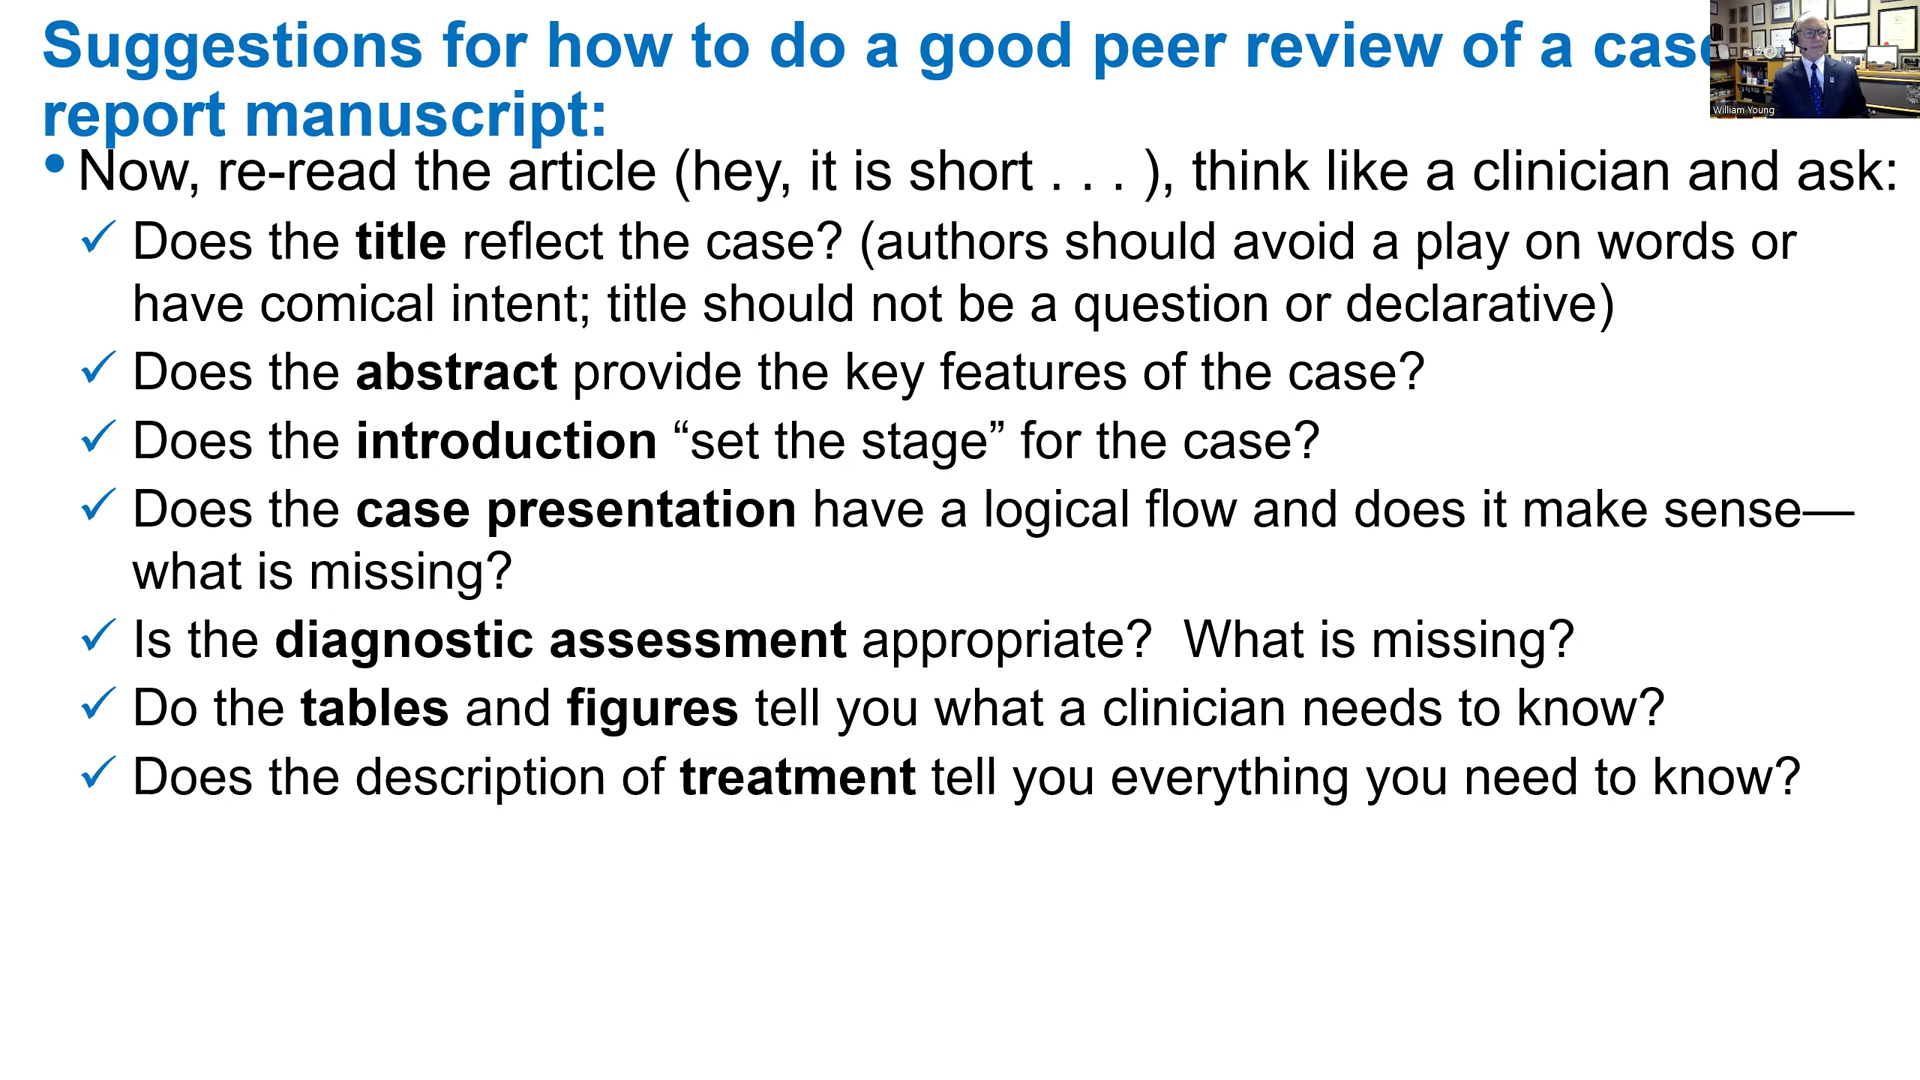 Suggestions for how to do a good peer review of a cas
report manuscript:
• Now, re-read the article (hey, it is short . . . ), think like a clinician and ask:
✓ Does the title reflect the case? (authors should avoid a play on words or
have comical intent; title should not be a question or declarative)
✓ Does the abstract provide the key features of the case?
✓ Does the introduction “set the stage” for the case?
✓ Does the case presentation have a logical flow and does it make sense—
what is missing?
✓ Is the diagnostic assessment appropriate?  What is missing?
✓ Do the tables and figures tell you what a clinician needs to know?
✓ Does the description of treatment tell you everything you need to know?
William Young